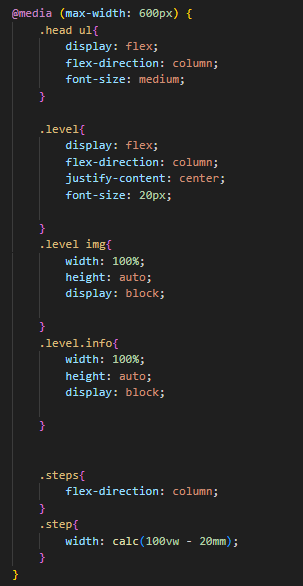 @media (max-width: 600px) {
.head ul{
display: flex;
flex-direction: column;
font-size: medium;
}
.level{
display: flex;
flex-direction: column;
justify-content: center;
font-size: 20px;
}
.level img{
width: 100%;
height: auto;
display: block;
}
.level.info{
width: 100%;
height: auto;
display: block;
}
.steps{
flex-direction: column;
}
.step{
width: calc(100vw - 20mm);
}
}